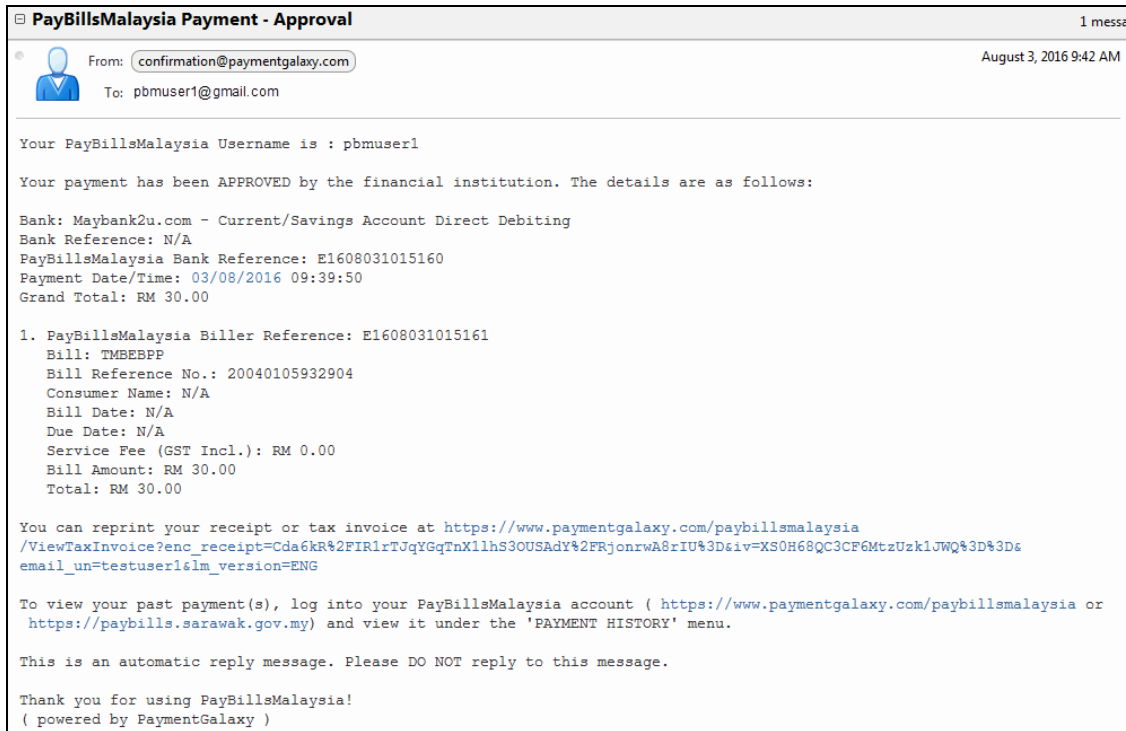 PayBillsMalaysia Payment - Approval
1 messa
From: confirmation@paymentgalaxy.com
August 3, 2016 9:42 AM
To: pbmuser1@gmail.com
Your PayBillsMalaysia Username is : pbmuser1
Your payment has been APPROVED by the financial institution. The details are as follows:
Bank: Maybank2u.com - Current/Savings Account Direct Debiting
Bank Reference: N/A
PayBillsMalaysia Bank Reference: E1608031015160
Payment Date/Time: 03/08/2016 09:39:50
Grand Total: RM 30.00
1. PayBillsMalaysia Biller Reference: E1608031015161
Bill: TMBEBPP
Bill Reference No.: 20040105932904
Consumer Name: N/A
Bill Date: N/A
Due Date: N/A
Service Fee (GST Incl.): RM 0.00
Bill Amount: RM 30.00
Total: RM 30.00
You can reprint your receipt or tax invoice at https://www.paymentgalaxy.com/paybillsmalaysia
/ViewTaxInvoice?enc_receipt=Cda6kR%2FIR1rTJqYGqTnX1lhS3OUSAdY%2FRjonrwA8rIU%3D&iv=XS0H68QC3CF6MtzUzk1JWQ%3D%3D&
email_un=testuser1&lm_version=ENG
To view your past payment(s), log into your PayBillsMalaysia account ( https://www.paymentgalaxy.com/paybillsmalaysia or
https://paybills.sarawak.gov.my) and view it under the 'PAYMENT HISTORY' menu.
This is an automatic reply message. Please DO NOT reply to this message.
Thank you for using PayBillsMalaysia!
( powered by PaymentGalaxy )